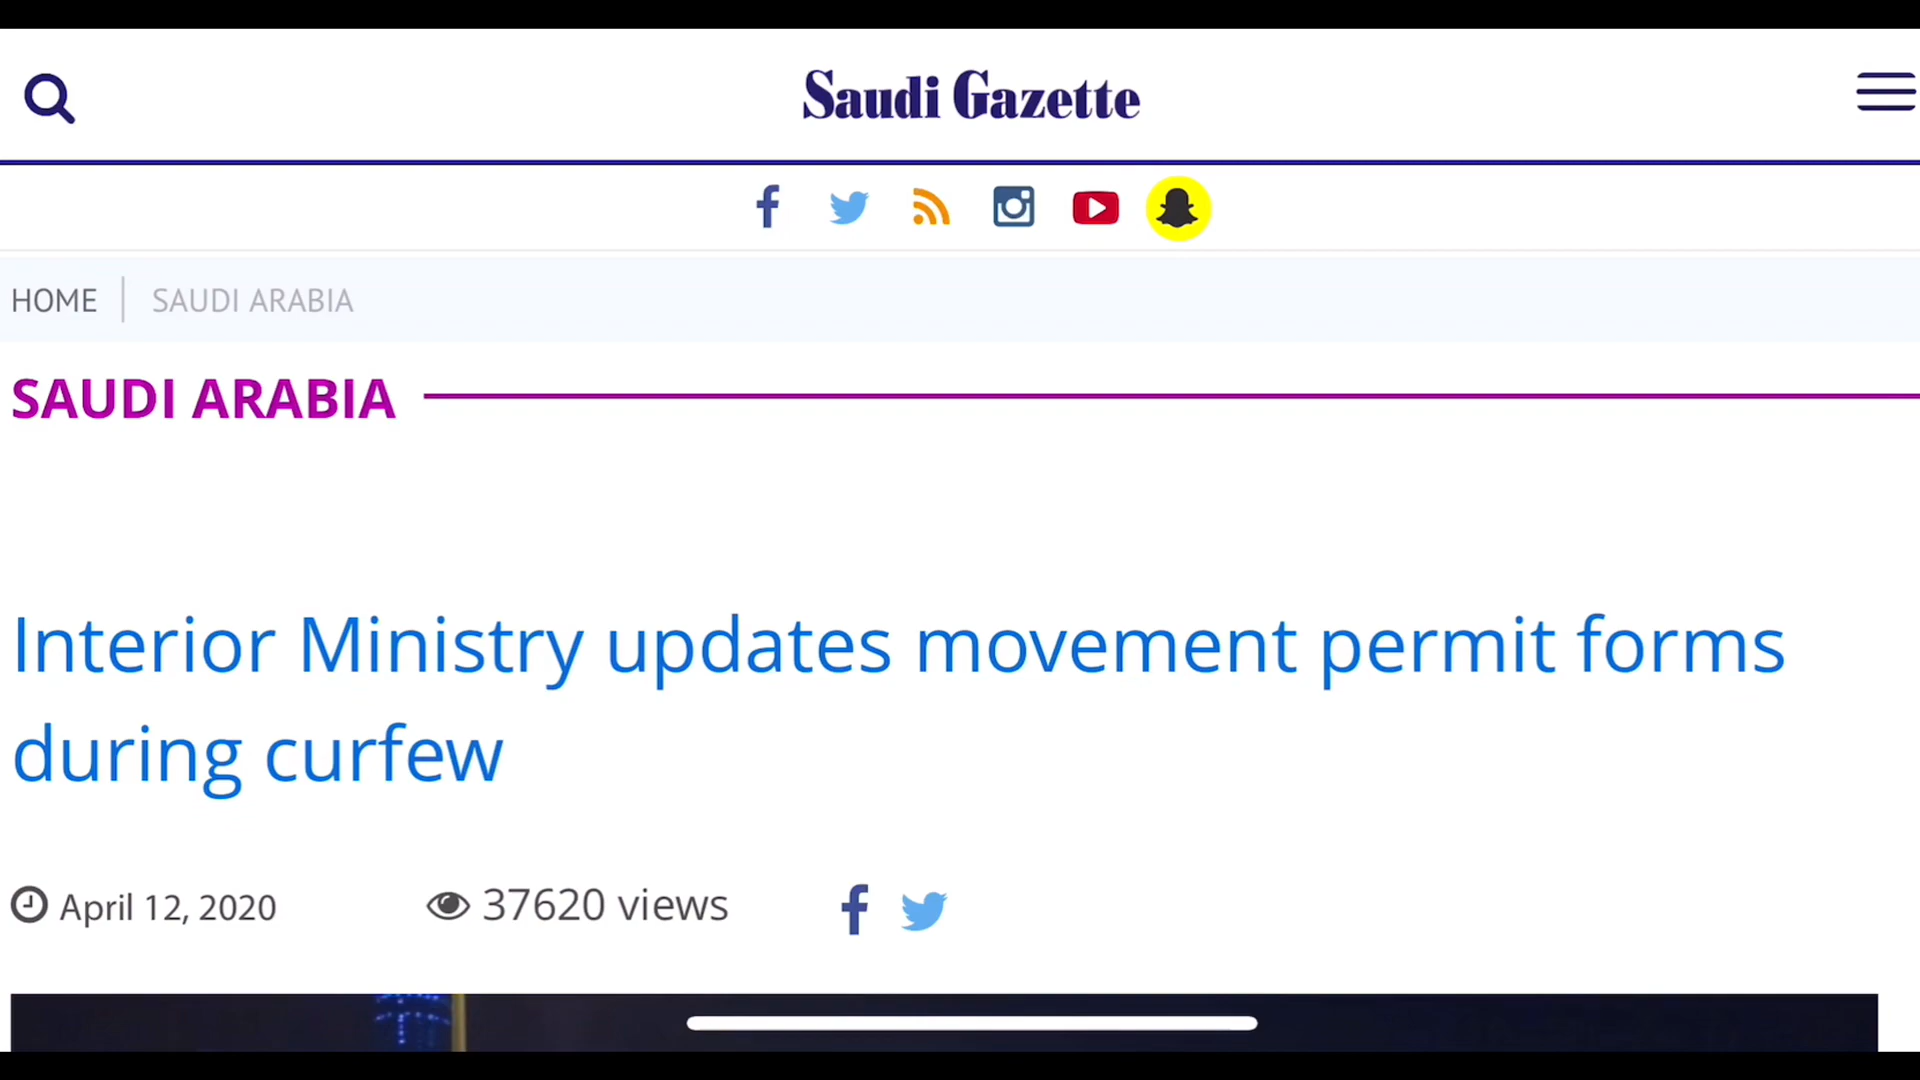 Saudi Gazette
HOME
SAUDI ARABIA
SAUDI ARABIA
Interior Ministry updates movement permit forms
during curfew
April 12, 2020
37620 views